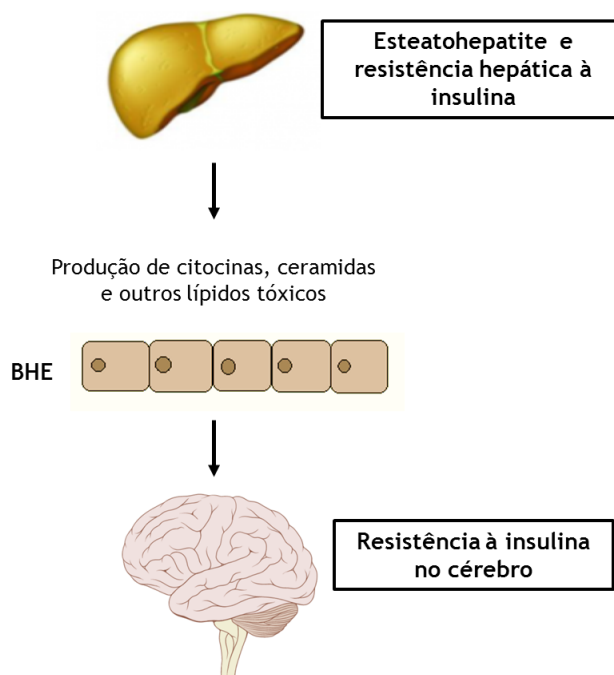 Esteatohepatite e
resistência hepática à
insulina
Produção de citocinas, ceramidas
e outros lípidos tóxicos
BHE
Resistência à insulina
no cérebro